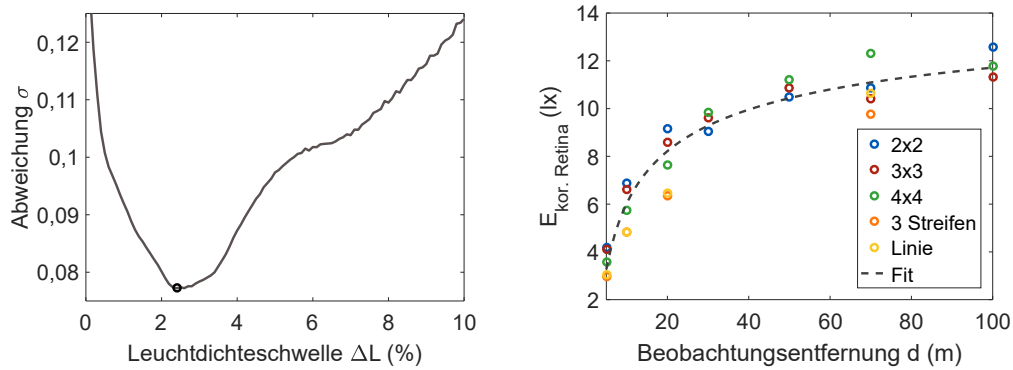 0,12
0,11
0,1
0,09
0,08
Abweichung σ
0 2 4 6 8 10
Leuchtdichteschwelle ΔL (%)
14
12
10
8
6
4
2
E kor. Retina (lx)
20 40 60 80 100
Beobachtungsentfernung d (m)
2x2
3x3
4x4
3 Streifen
Linie
Fit